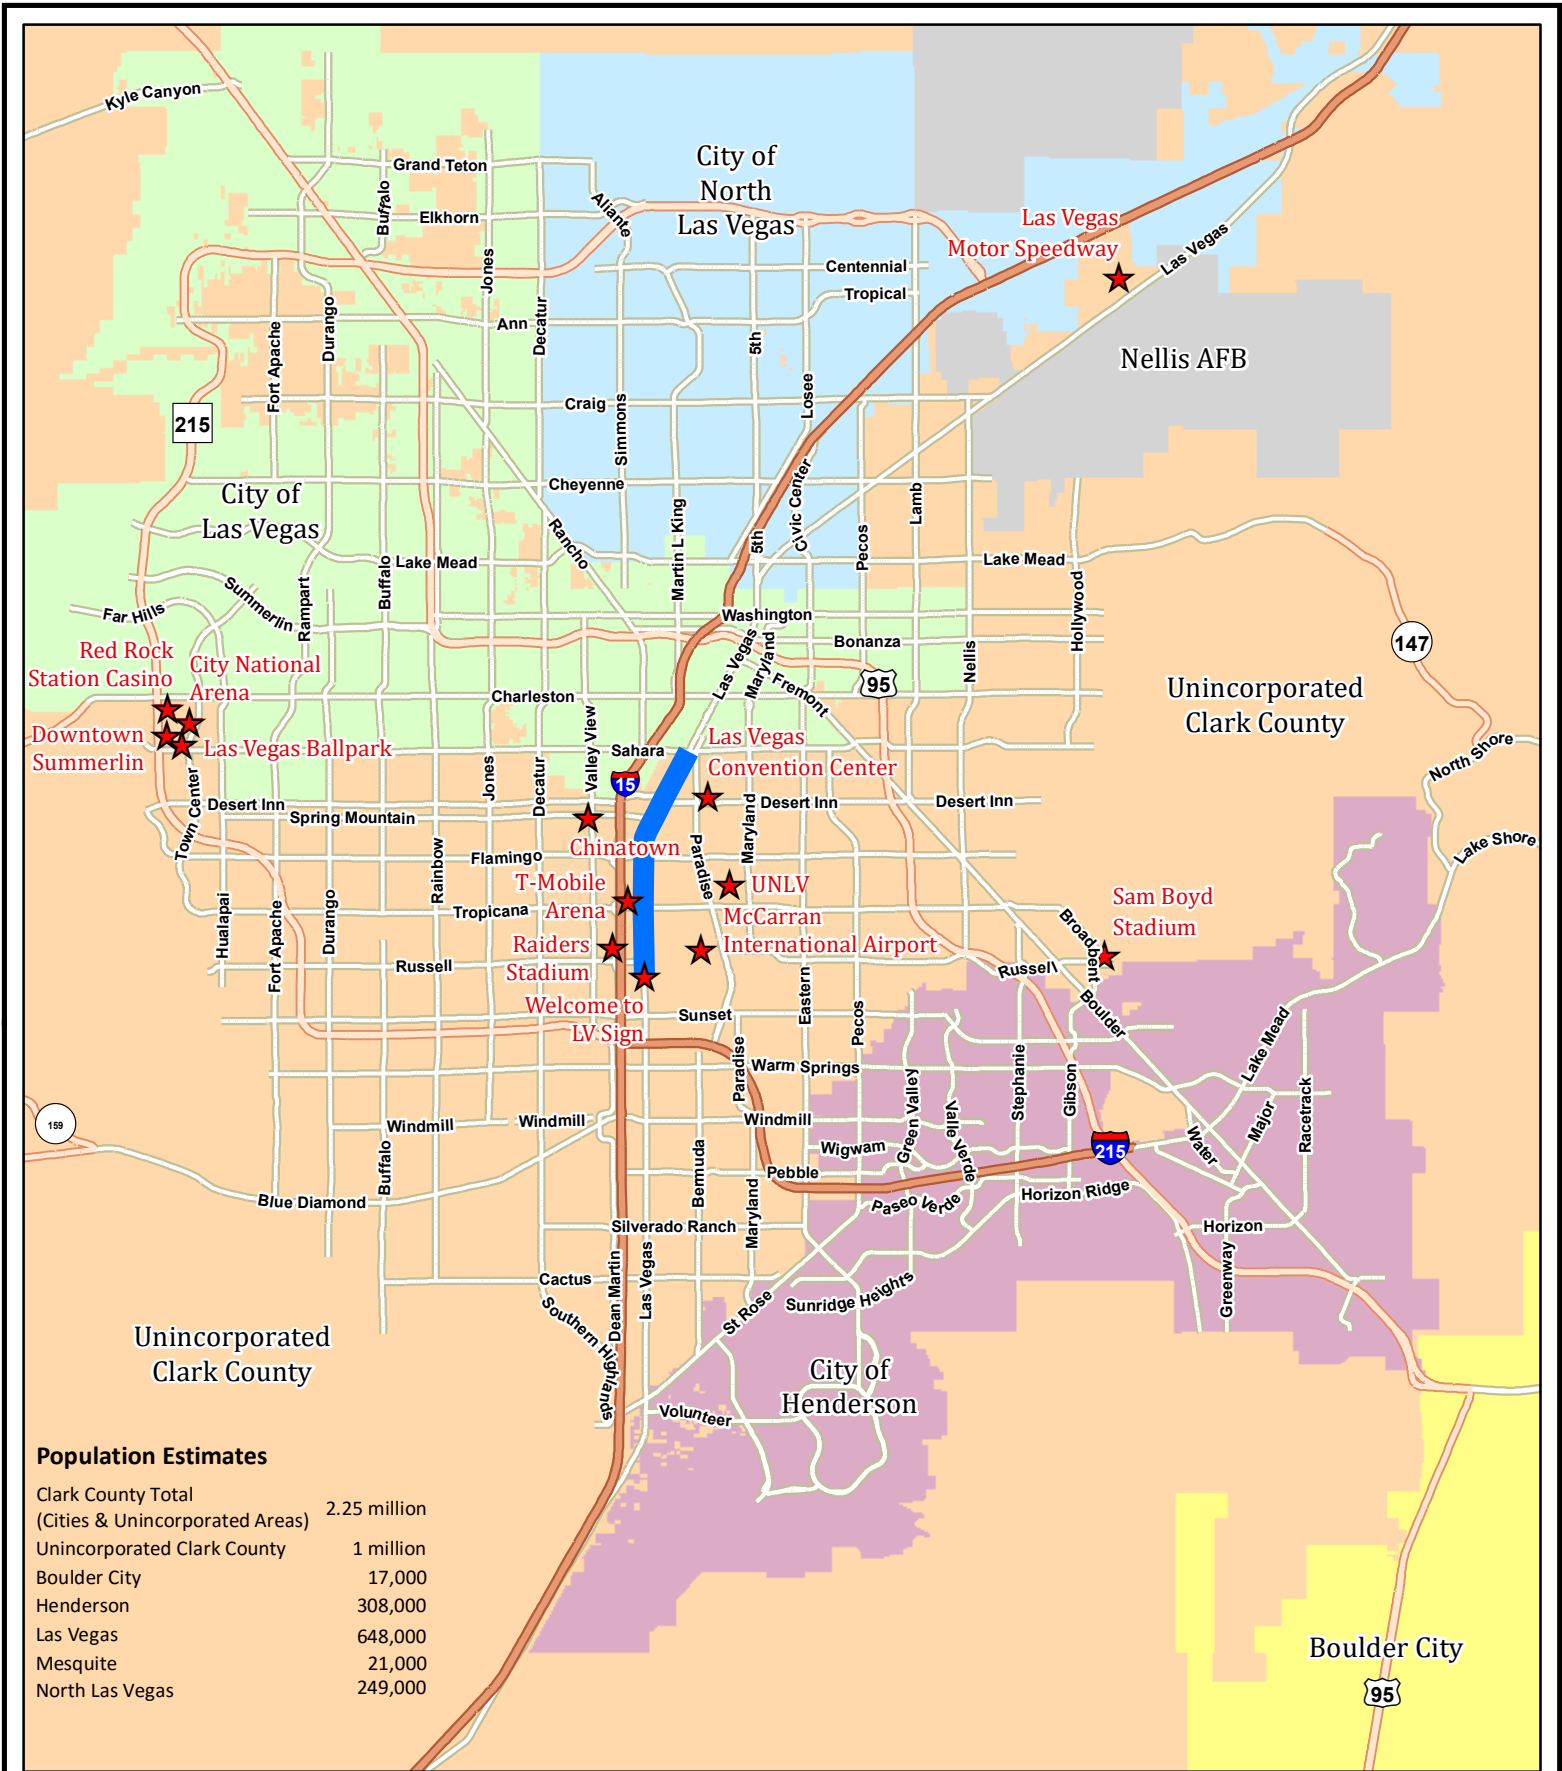 Kyle Canyon
Grand Teton
City of
North
Las Vegas
Buffalo
Elkhorn
Aliante
Las Vegas
Motor Speedway
Las Vegas
Jones
Centennial
Tropical
Durango
Decatur
Ann
Fort Apache
5th
Nellis AFB
Losee
Craig
Simmons
215
Cheyenne
City of
Las Vegas
Civic Center
Lamb
Martin L King
Rancho
5th
Pecos
Lake Mead
Lake Mead
Buffalo
Summerlin
Rampart
Far Hills
Hollywood
Washington
Bonanza
147
Las Vegas
Maryland
Nellis
Red Rock
Station Casino
City National
Arena
Charleston
Fremont
95
Unincorporated
Clark County
Downtown
Summerlin
Las Vegas Ballpark
Valley View
Sahara
Las Vegas
Convention Center
North Shore
Jones
Decatur
15
Town Center
Desert Inn
Spring Mountain
Maryland
Desert Inn
Desert Inn
Lake Shore
Chinatown
Flamingo
Paradise
Rainbow
T-Mobile
Arena
UNLV
Sam Boyd
Stadium
Hualapai
Fort Apache
Durango
Tropicana
McCarran
International Airport
Broadbent
Raiders
Stadium
Russell
Russell
Eastern
Pecos
Welcome to
LV Sign
Sunset
Boulder
Lake Mead
Paradise
Warm Springs
Stephanie
Gibson
Green Valley
Valle Verde
Racetrack
Major
159
Windmill
Windmill
Windmill
Water
Wigwam
215
Buffalo
Bermuda
Pebble
Maryland
Blue Diamond
Paseo Verde
Horizon Ridge
Silverado Ranch
Horizon
Greenway
Cactus
Dean Martin
Las Vegas
Sunridge Heights
Southern Highlands
St Rose
Unincorporated
Clark County
City of
Henderson
Volunteer
Population Estimates
Clark County Total
(Cities & Unincorporated Areas) 2.25 million
Unincorporated Clark County 1 million
Boulder City 17,000
Henderson 308,000
Las Vegas 648,000
Mesquite 21,000
North Las Vegas 249,000
Boulder City
95